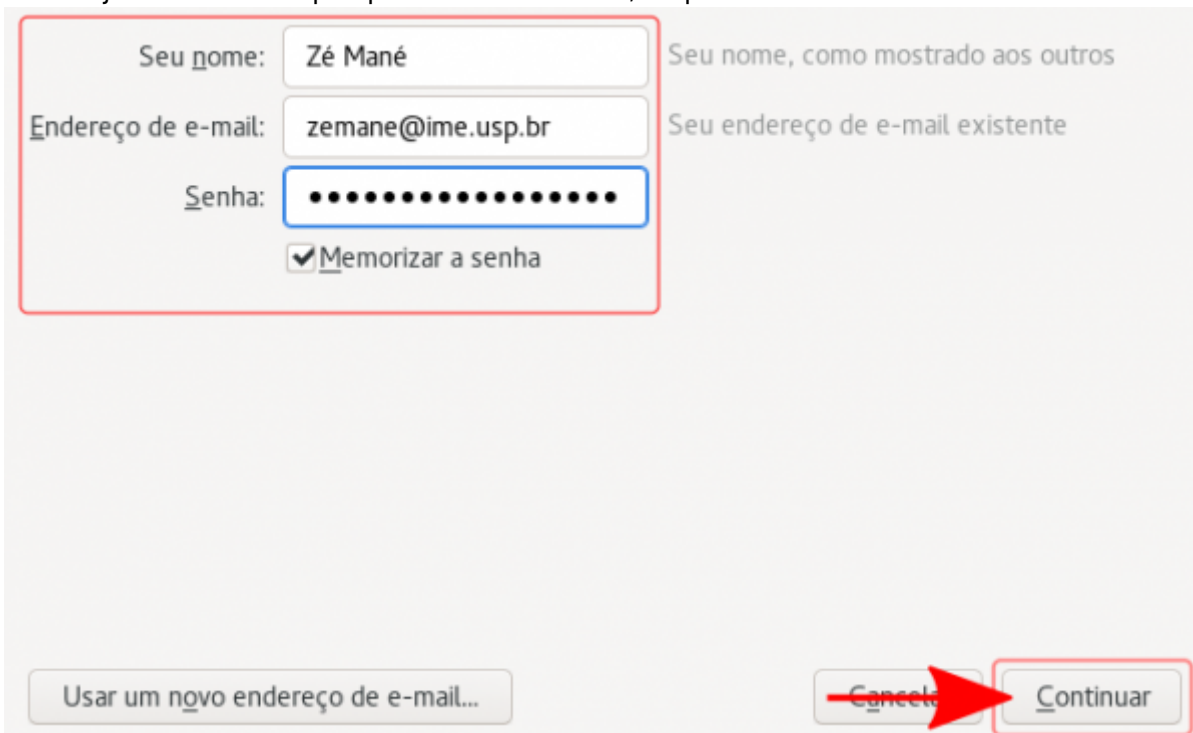 Seu nome: Zé Mané Seu nome, como mostrado aos outros
Endereço de e-mail: zemane@ime.usp.br Seu endereço de e-mail existente
Senha: •••••••••••••••••
Memorizar a senha
Usar um novo endereço de e-mail... Cancelar Continuar